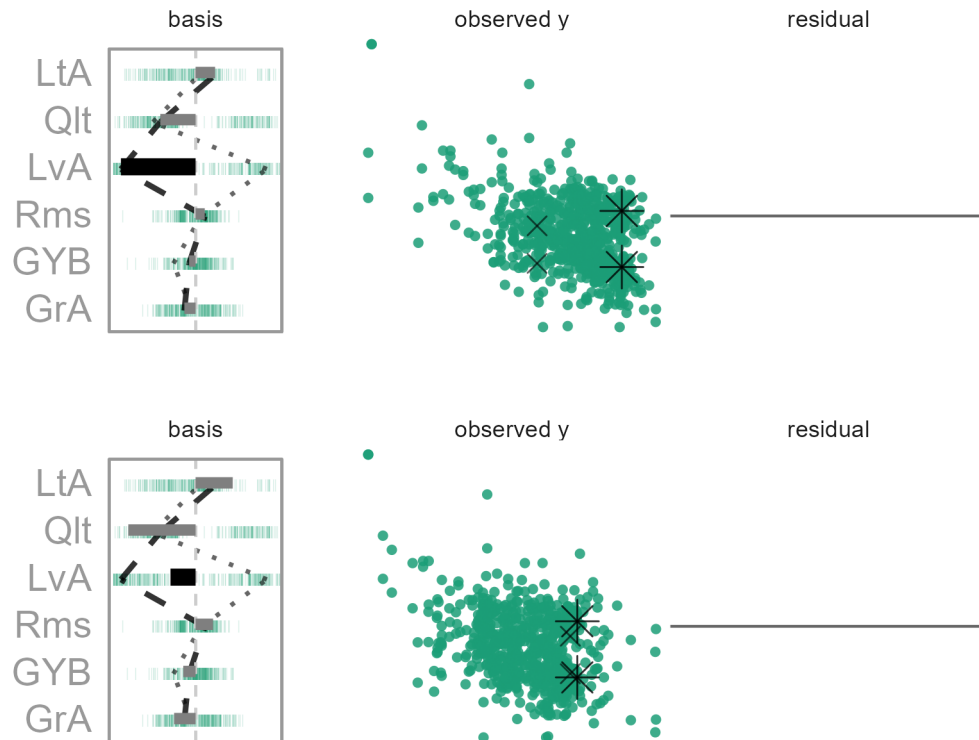 basis observed y residual
LtA
Qlt
LvA
Rms
GYB
GrA
basis observed y residual
LtA
Qlt
LvA
Rms
GYB
GrA